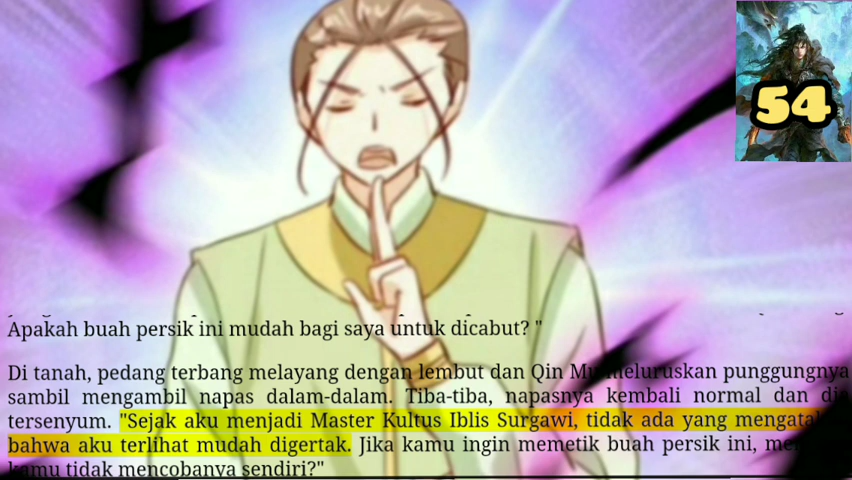 54
Apakah buah persik ini mudah bagi saya untuk dicabut? "
Di tanah, pedang terbang melayang dengan lembut dan Qin Mu meluruskan punggungnya
sambil mengambil napas dalam-dalam. Tiba-tiba, napasnya kembali normal dan dia
tersenyum. "Sejak aku menjadi Master Kultus Iblis Surgawi, tidak ada yang
bahwa aku terlihat mudah digertak. Jika kamu ingin memetik buah persik ini,
kamu tidak mencobanya sendiri?"